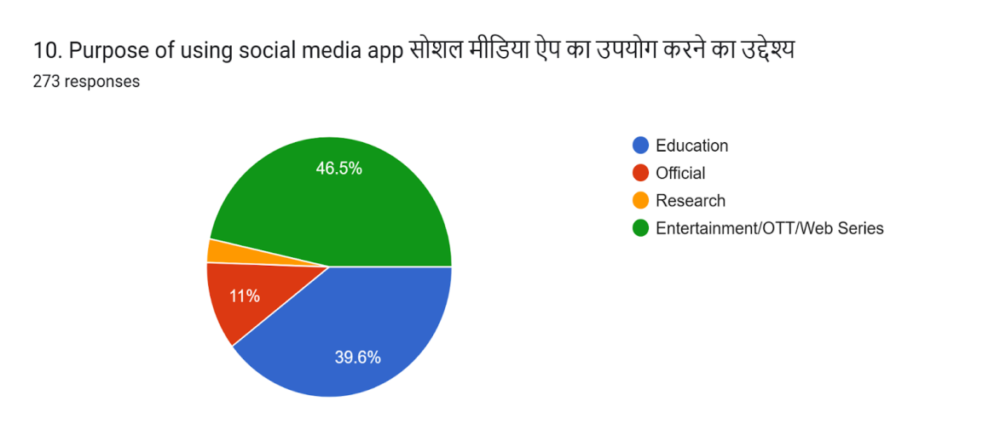 10. Purpose of using social media app सोशल मीडिया ऐप का उपयोग करने का उद्देश्य
273 responses
46.5%
11%
39.6%
Education
Official
Research
Entertainment/OTT/Web Series